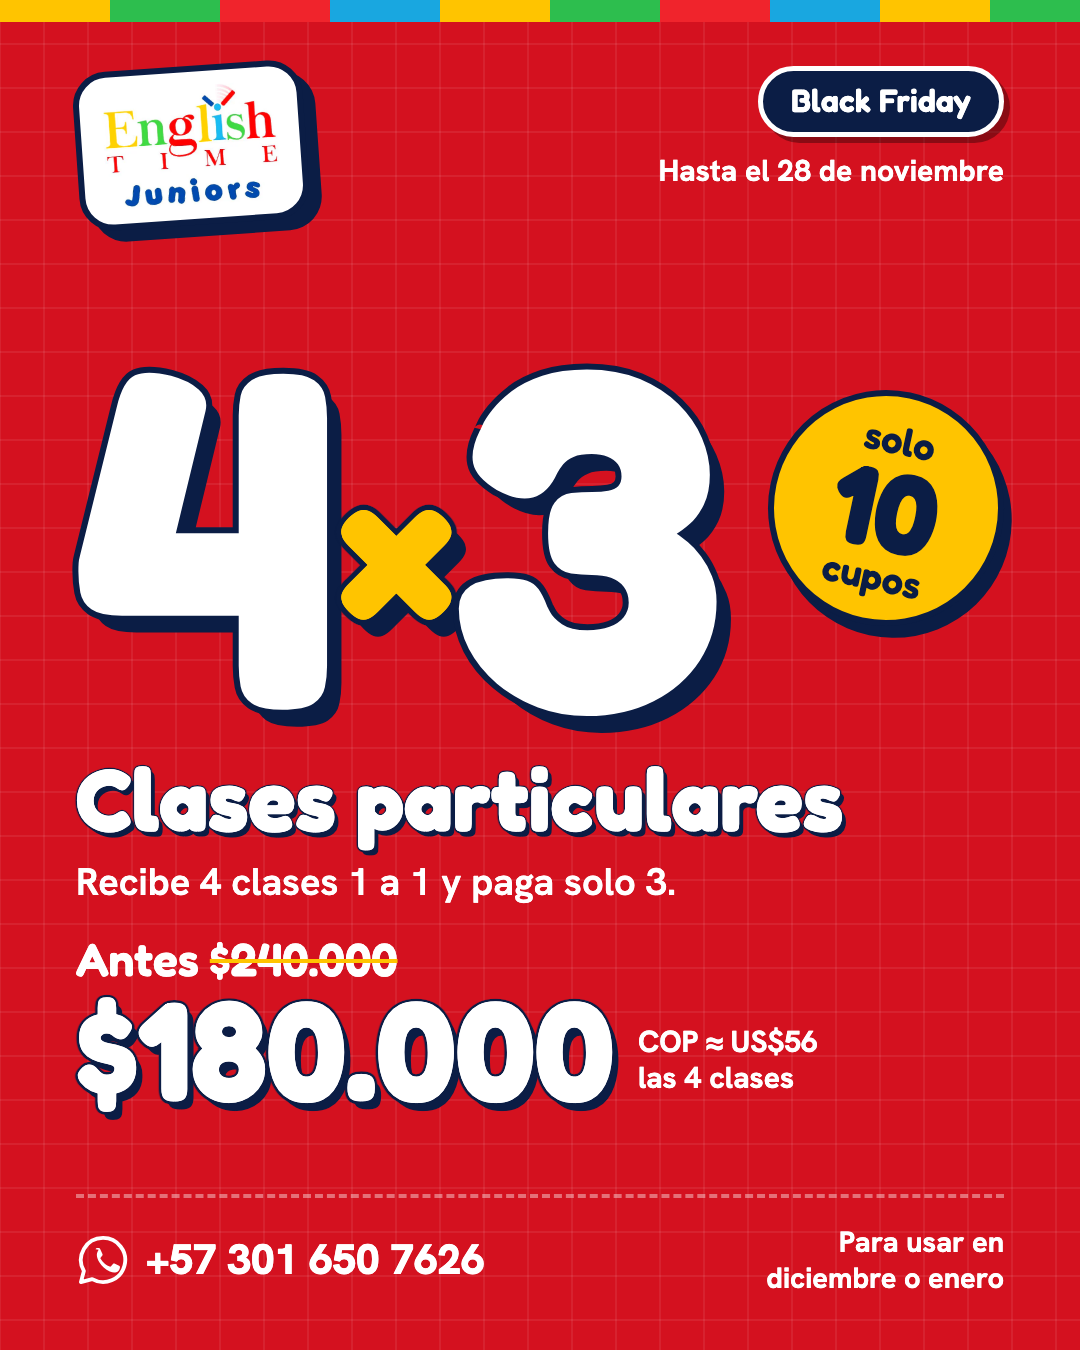 English
TIME
Juniors
Black Friday
Hasta el 28 de noviembre
4×3
solo
10
cupos
Clases particulares
Recibe 4 clases 1 a 1 y paga solo 3.
Antes $240.000
$180.000
COP ≈ US$56
las 4 clases
+57 301 650 7626
Para usar en
diciembre o enero